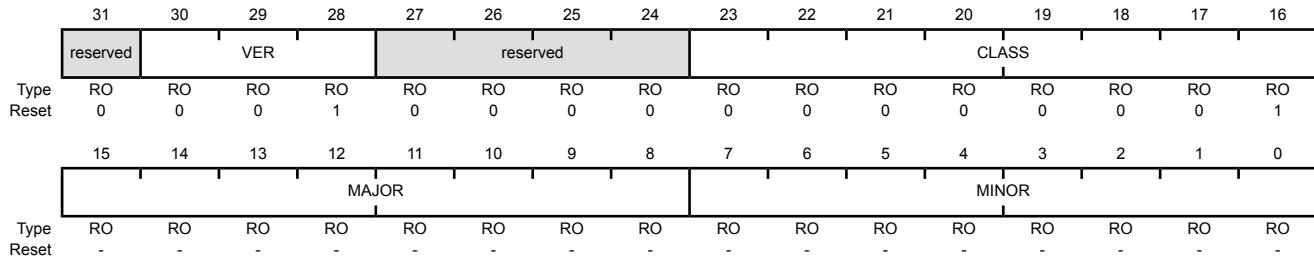 31 30 29 28 27 26 25 24 23 22 21 20 19 18 17 16
reserved VER reserved CLASS
Type RO RO RO RO RO RO RO RO RO RO RO RO RO RO RO RO
Reset 0 0 0 1 0 0 0 0 0 0 0 0 0 0 0 1
15 14 13 12 11 10 9 8 7 6 5 4 3 2 1 0
MAJOR MINOR
Type RO RO RO RO RO RO RO RO RO RO RO RO RO RO RO RO
Reset - - - - - - - - - - - - - - - -